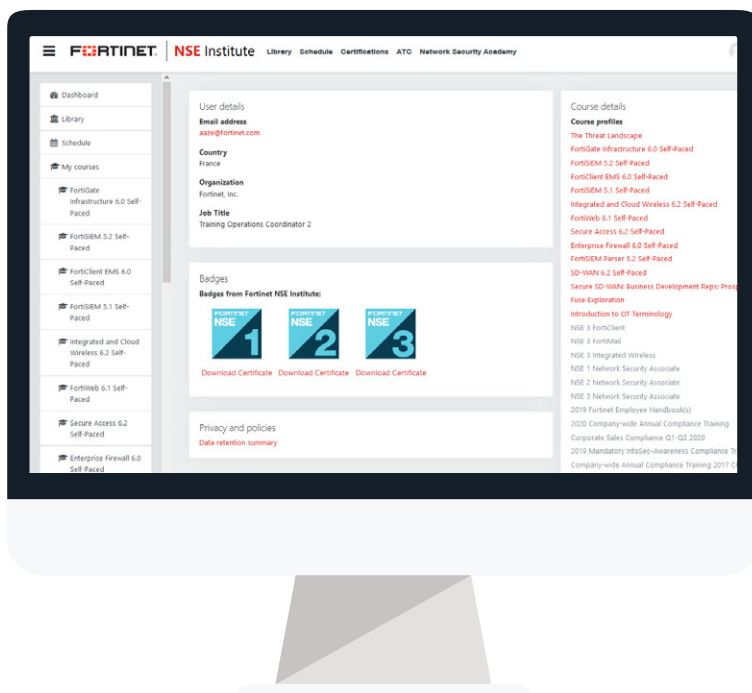 FORTINET NSE Institute Library Schedule Certifications ATC Network Security Academy
Dashboard
Library
Schedule
My courses
FortiGate
Infrastructure 6.0 Self-
Paced
FortiSIEM 5.2 Self-
Paced
FortiClient EMS 6.0
Self-Paced
FortiSIEM 5.1 Self-
Paced
Integrated and Cloud
Wireless 6.2 Self-
Paced
FortiWeb 6.1 Self-
Paced
Secure Access 6.2
Self-Paced
Enterprise Firewall 6.0
Self-Paced
User details
Email address
aaze@fortinet.com
Country
France
Organization
Fortinet, Inc.
Job Title
Training Operations Coordinator 2
Badges
Badges from Fortinet NSE Institute:
FORTINET
NSE
1
FORTINET
NSE
2
FORTINET
NSE
3
Download Certificate Download Certificate Download Certificate
Privacy and policies
Data retention summary
Course details
Course profiles
The Threat Landscape
FortiGate Infrastructure 6.0 Self-Paced
FortiSIEM 5.2 Self-Paced
FortiClient EMS 6.0 Self-Paced
FortiSIEM 5.1 Self-Paced
Integrated and Cloud Wireless 6.2 Self-Paced
FortiWeb 6.1 Self-Paced
Secure Access 6.2 Self-Paced
Enterprise Firewall 6.0 Self-Paced
FortiSIEM Parser 5.2 Self-Paced
SD-WAN 6.2 Self-Paced
Secure SD-WAN: Business Development Reps: Prosp
Fuse Exploration
Introduction to OT Terminology
NSE 3 FortiClient
NSE 3 FortiMail
NSE 3 Integrated Wireless
NSE 1 Network Security Associate
NSE 2 Network Security Associate
NSE 3 Network Security Associate
2019 Fortinet Employee Handbook(s)
2020 Company-wide Annual Compliance Training
Corporate Sales Compliance Q1-Q2 2020
2019 Mandatory InfoSec-Awareness Compliance Tr
Company-wide Annual Compliance Training 2017 C